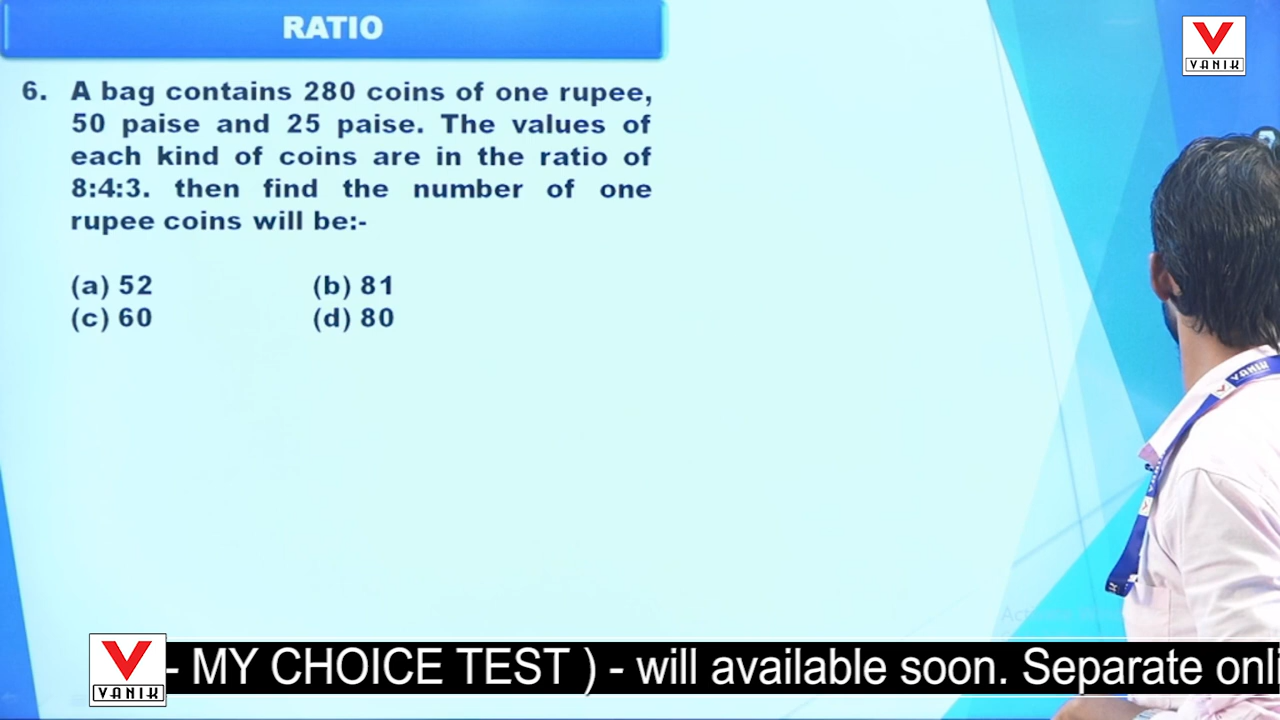 RATIO
VANIK
6. A bag contains 280 coins of one rupee,
50 paise and 25 paise. The values of
each kind of coins are in the ratio of
8:4:3. then find the number of one
rupee coins will be:-
(a) 52 (b) 81
(c) 60 (d) 80
VANIK
VANIK - MY CHOICE TEST ) - will available soon. Separate onli